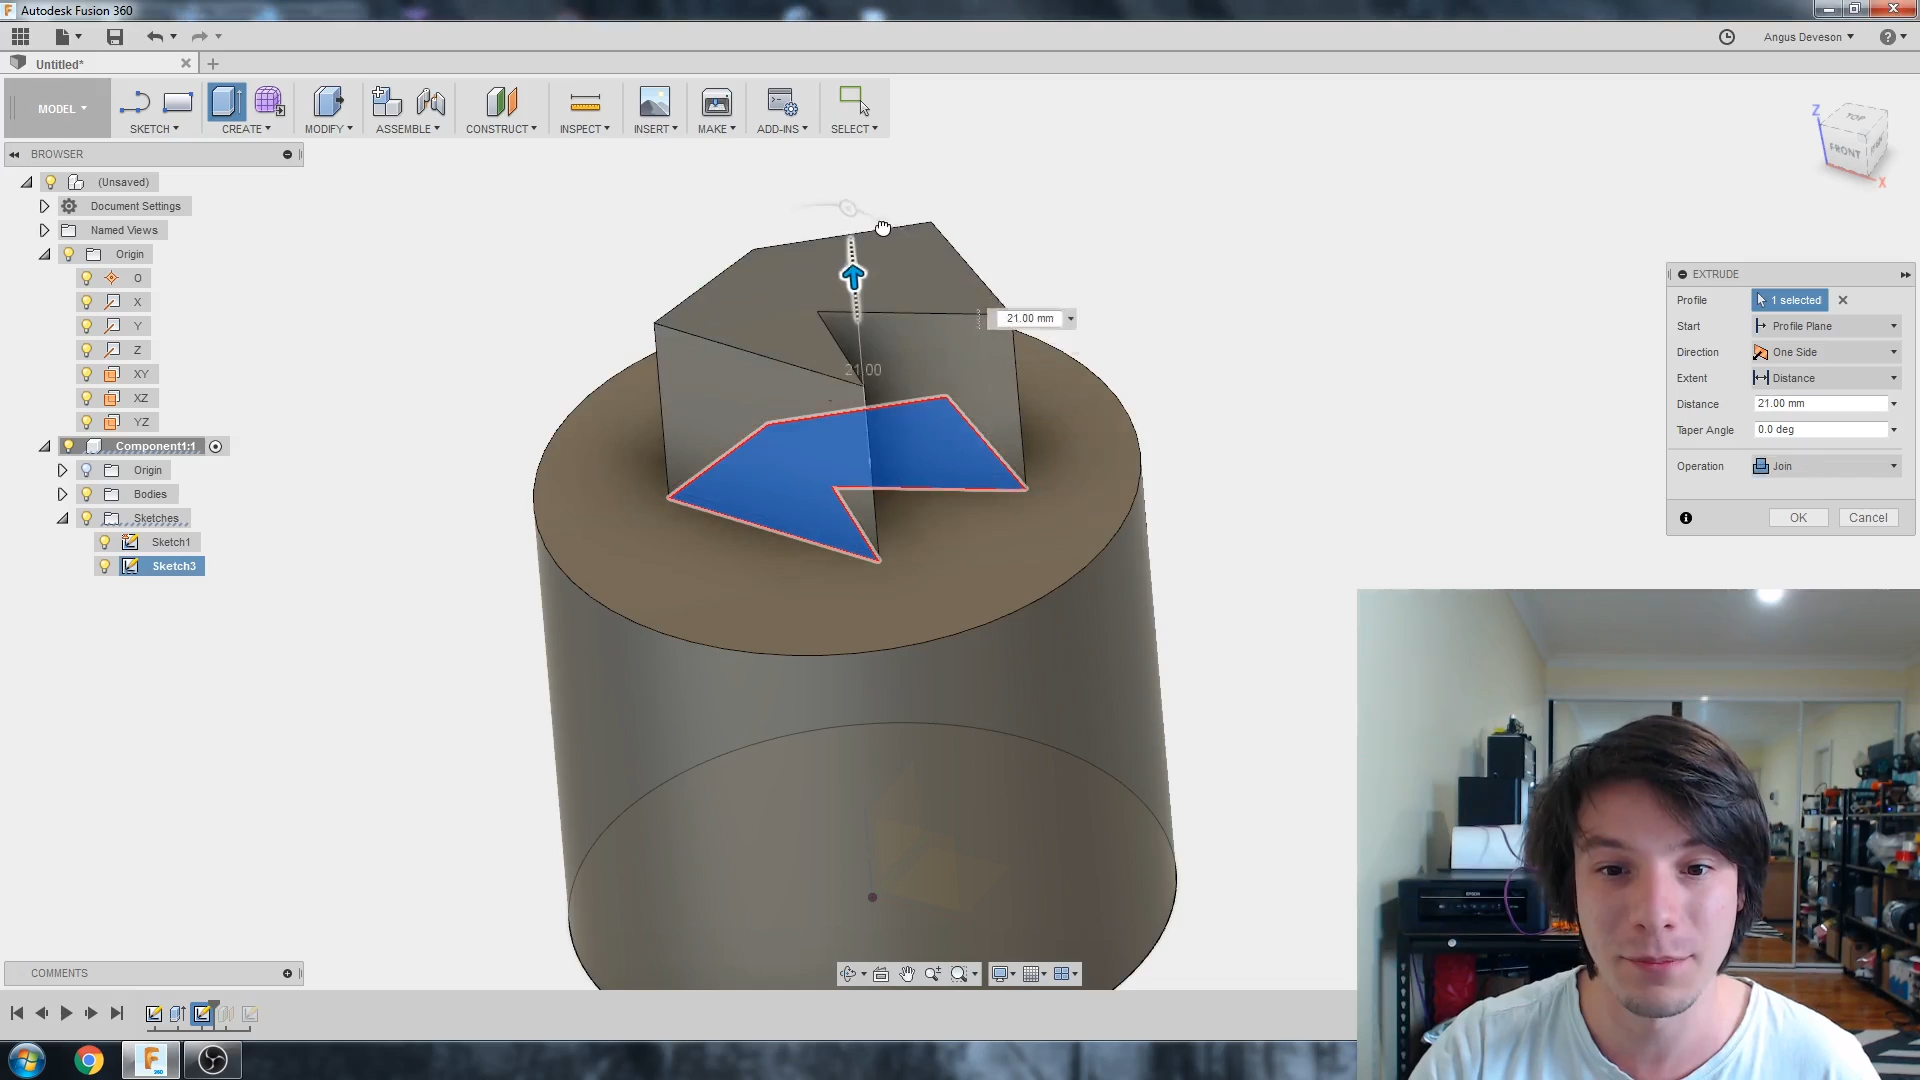 Autodesk Fusion 360
Angus Deveson
Untitled*
MODEL
SKETCH
CREATE
MODIFY
ASSEMBLE
CONSTRUCT
INSPECT
INSERT
MAKE
ADD-INS
SELECT
BROWSER
(Unsaved)
Document Settings
Named Views
Origin
O
X
Y
Z
XY
XZ
YZ
Component1:1
Origin
Bodies
Sketches
Sketch1
Sketch3
Z
TOP
FRONT
X
21.00 mm
21.00
EXTRUDE
Profile 1 selected
Start Profile Plane
Direction One Side
Extent Distance
Distance 21.00 mm
Taper Angle 0.0 deg
Operation Join
OK Cancel
EPSON
COMMENTS
360